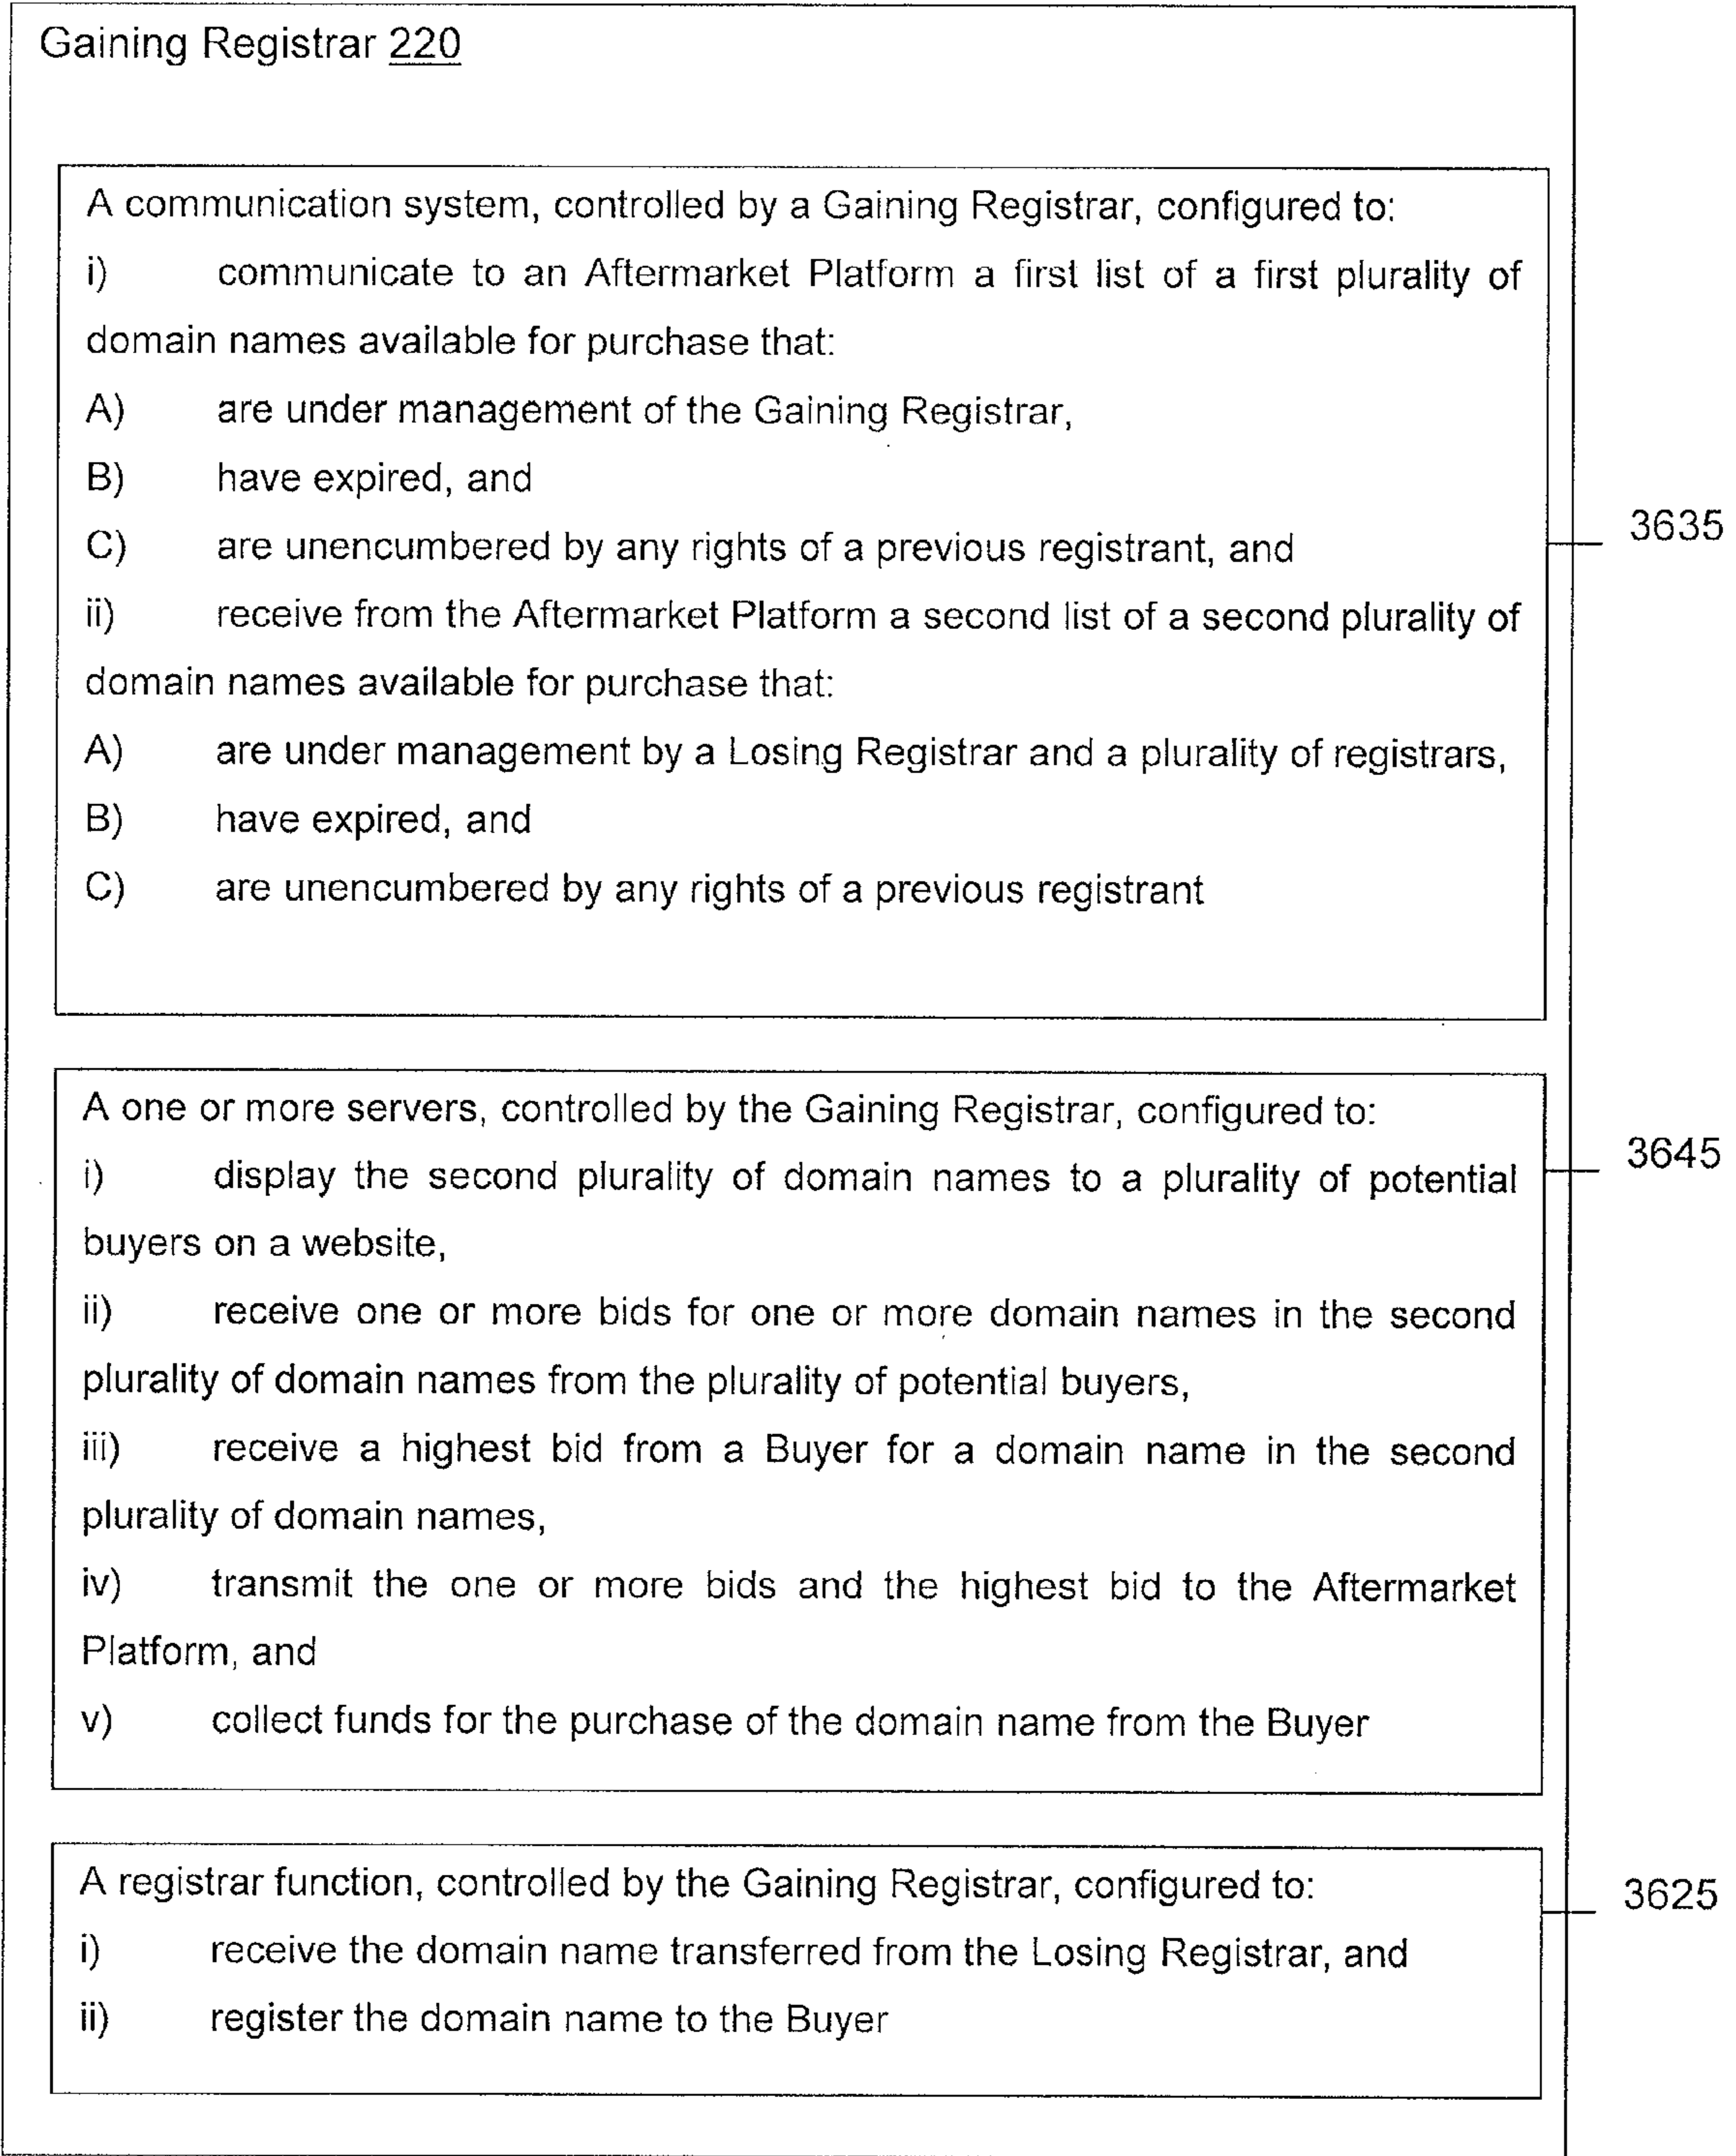 Gaining Registrar 220
A communication system, controlled by a Gaining Registrar, configured to:
i) communicate to an Aftermarket Platform a first list of a first plurality of
domain names available for purchase that:
A) are under management of the Gaining Registrar,
B) have expired, and
C) are unencumbered by any rights of a previous registrant, and
ii) receive from the Aftermarket Platform a second list of a second plurality of
domain names available for purchase that:
A) are under management by a Losing Registrar and a plurality of registrars,
B) have expired, and
C) are unencumbered by any rights of a previous registrant
3635
A one or more servers, controlled by the Gaining Registrar, configured to:
i) display the second plurality of domain names to a plurality of potential
buyers on a website,
ii) receive one or more bids for one or more domain names in the second
plurality of domain names from the plurality of potential buyers,
iii) receive a highest bid from a Buyer for a domain name in the second
plurality of domain names,
iv) transmit the one or more bids and the highest bid to the Aftermarket
Platform, and
v) collect funds for the purchase of the domain name from the Buyer
3645
A registrar function, controlled by the Gaining Registrar, configured to:
i) receive the domain name transferred from the Losing Registrar, and
ii) register the domain name to the Buyer
3625